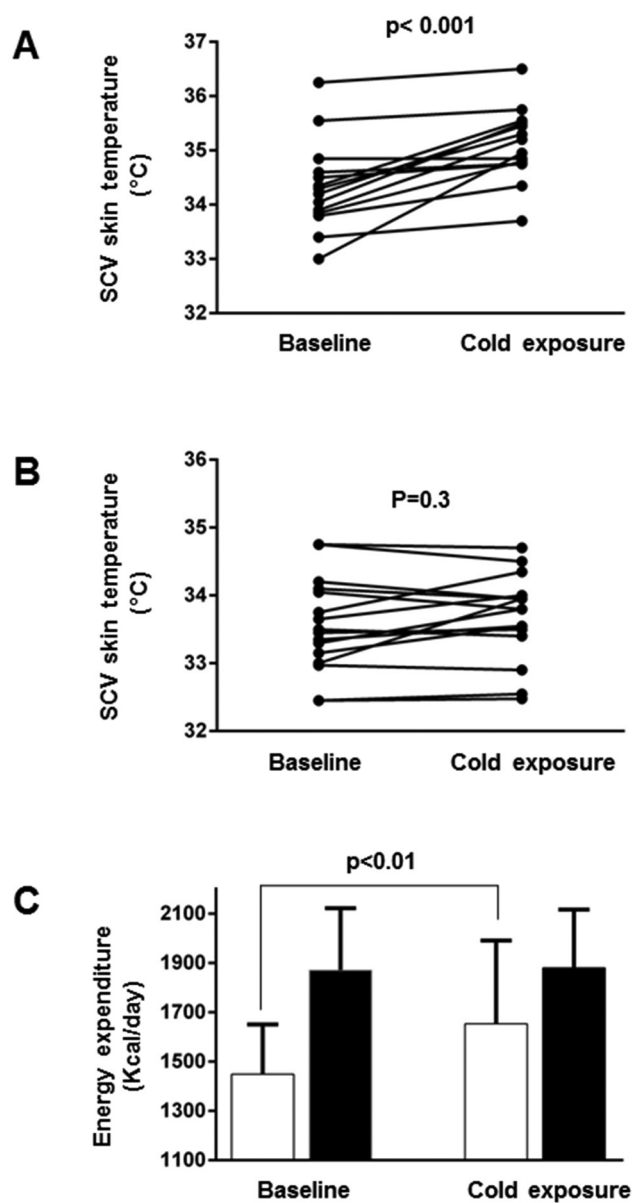 A
p< 0.001
SCV skin temperature
(°C)
37
36
35
34
33
32
Baseline Cold exposure
B
P=0.3
SCV skin temperature
(°C)
36
35
34
33
32
Baseline Cold exposure
C
p<0.01
Energy expenditure
(Kcal/day)
2100
1900
1700
1500
1300
1100
Baseline Cold exposure